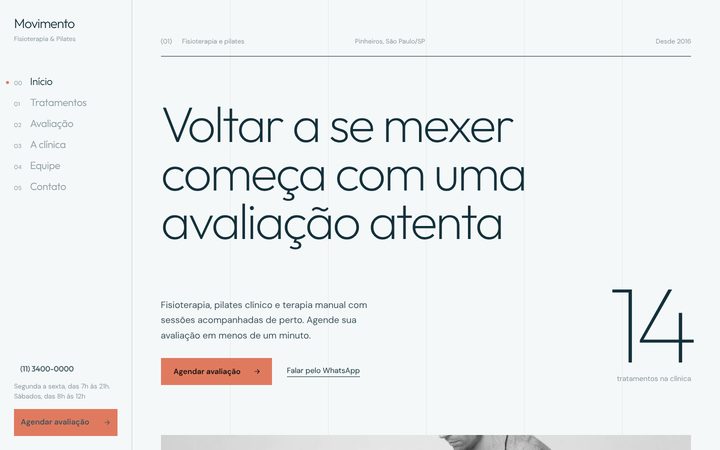 Movimento
Fisioterapia & Pilates
00 Início
01 Tratamentos
02 Avaliação
03 A clínica
04 Equipe
05 Contato
(11) 3400-0000
Segunda a sexta, das 7h às 21h.
Sábados, das 8h às 12h
Agendar avaliação →
(01) Fisioterapia e pilates
Pinheiros, São Paulo/SP
Desde 2016
Voltar a se mexer
começa com uma
avaliação atenta
Fisioterapia, pilates clínico e terapia manual com
sessões acompanhadas de perto. Agende sua
avaliação em menos de um minuto.
Agendar avaliação →
Falar pelo WhatsApp
14
tratamentos na clínica